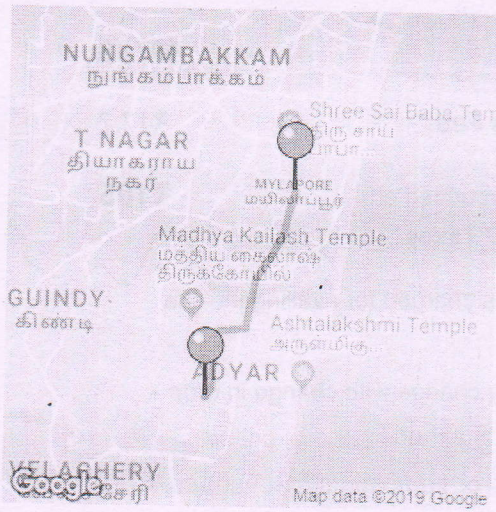 NUNGAMBAKKAM
நுங்கம்பாக்கம்
Shree Sai Baba Tem
திரு சாய்
பாபா...
T NAGAR
தியாகராய
நகர்
MYLAPORE
மயிலாப்பூர்
Madhya Kailash Temple
மத்திய கைலாஷ்
திருக்கோயில்
GUINDY
கிண்டி
Ashtalakshmi Temple
அருள்மிகு...
ADYAR
VELACHERY
சேரி
Google
Map data ©2019 Google